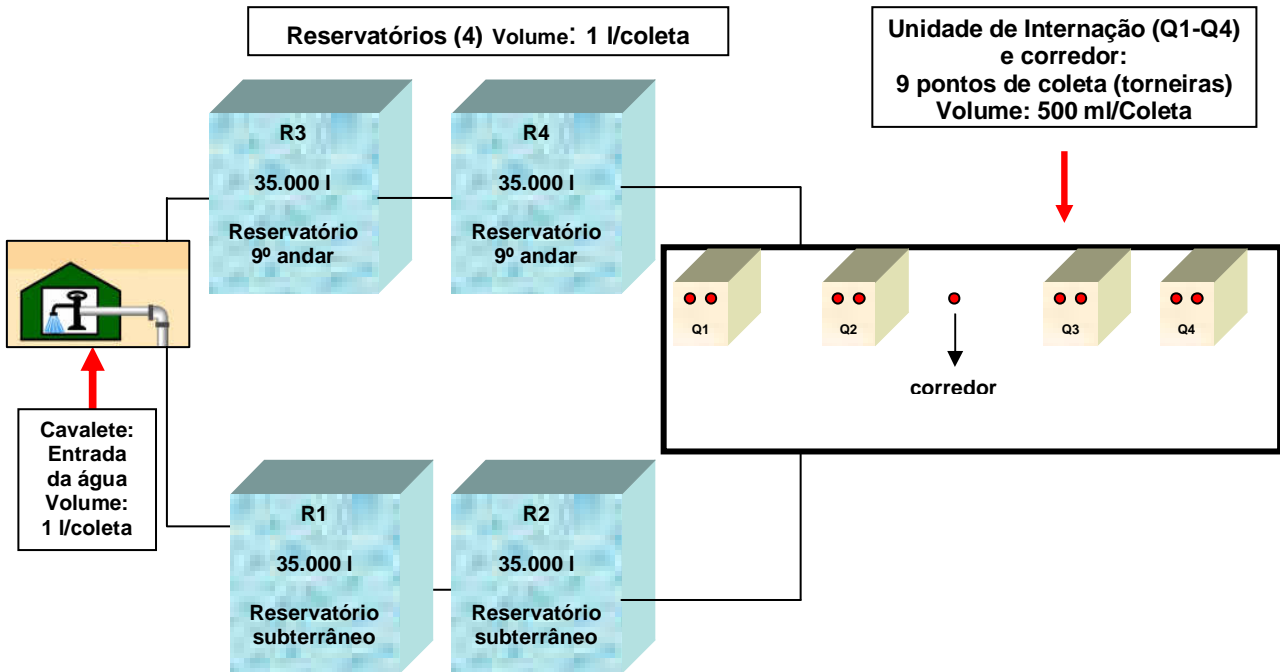 Reservatórios (4) Volume: 1 l/coleta
Unidade de Internação (Q1-Q4)
e corredor:
9 pontos de coleta (torneiras)
Volume: 500 ml/Coleta
R3
35.000 l
Reservatório
9º andar
R4
35.000 l
Reservatório
9º andar
Q1
Q2
Q3
Q4
corredor
Cavalete:
Entrada
da água
Volume:
1 l/coleta
R1
35.000 l
Reservatório
subterrâneo
R2
35.000 l
Reservatório
subterrâneo